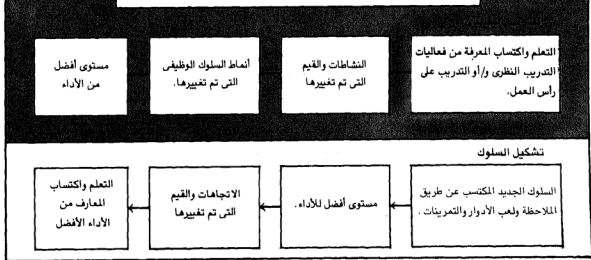 التعلم واكتساب المعرفة من فعاليات
التدريب النظرى و/أو التدريب على
رأس العمل.
النشاطات والقيم
التى تم تغييرها
أنماط السلوك الوظيفى
التى تم تغييرها.
مستوى أفضل
من الأداء
تشكيل السلوك
السلوك الجديد المكتسب عن طريق
الملاحظة ولعب الأدوار والتمرينات .
مستوى أفضل للأداء.
الاتجاهات والقيم
التى تم تغييرها
التعلم واكتساب
المعارف من
الأداء الأفضل